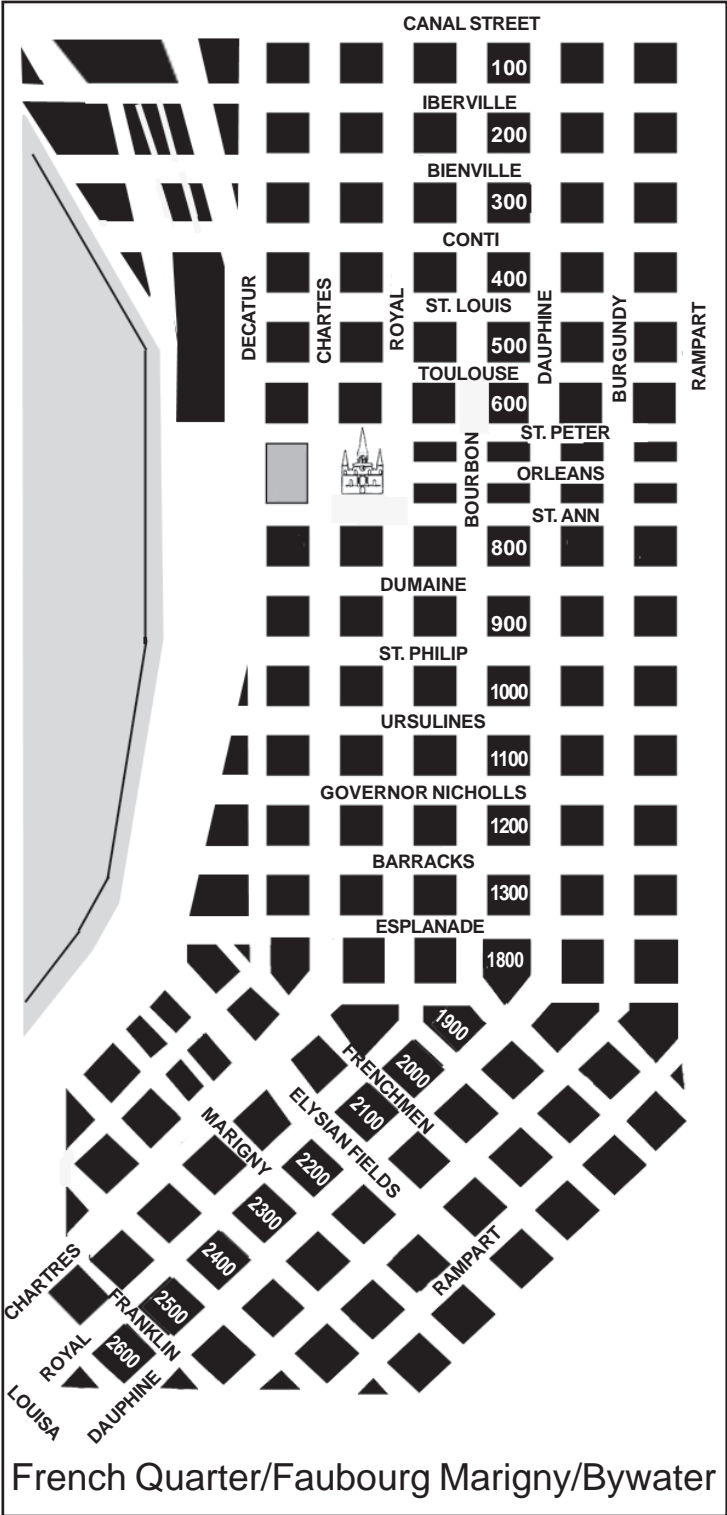 CANAL STREET
100
IBERVILLE
200
BIENVILLE
300
CONTI
400
DECATUR
CHARTES
ROYAL
ST. LOUIS
DAUPHINE
BURGUNDY
RAMPART
500
TOULOUSE
600
ST. PETER
BOURBON
ORLEANS
ST. ANN
800
DUMAINE
900
ST. PHILIP
1000
URSULINES
1100
GOVERNOR NICHOLLS
1200
BARRACKS
1300
ESPLANADE
1800
1900
FRENCHMEN
2000
ELYSIAN FIELDS
2100
MARIGNY
2200
2300
2400
RAMPART
CHARTRES
FRANKLIN
2500
ROYAL
2600
LOUISA
DAUPHINE
French Quarter/Faubourg Marigny/Bywater